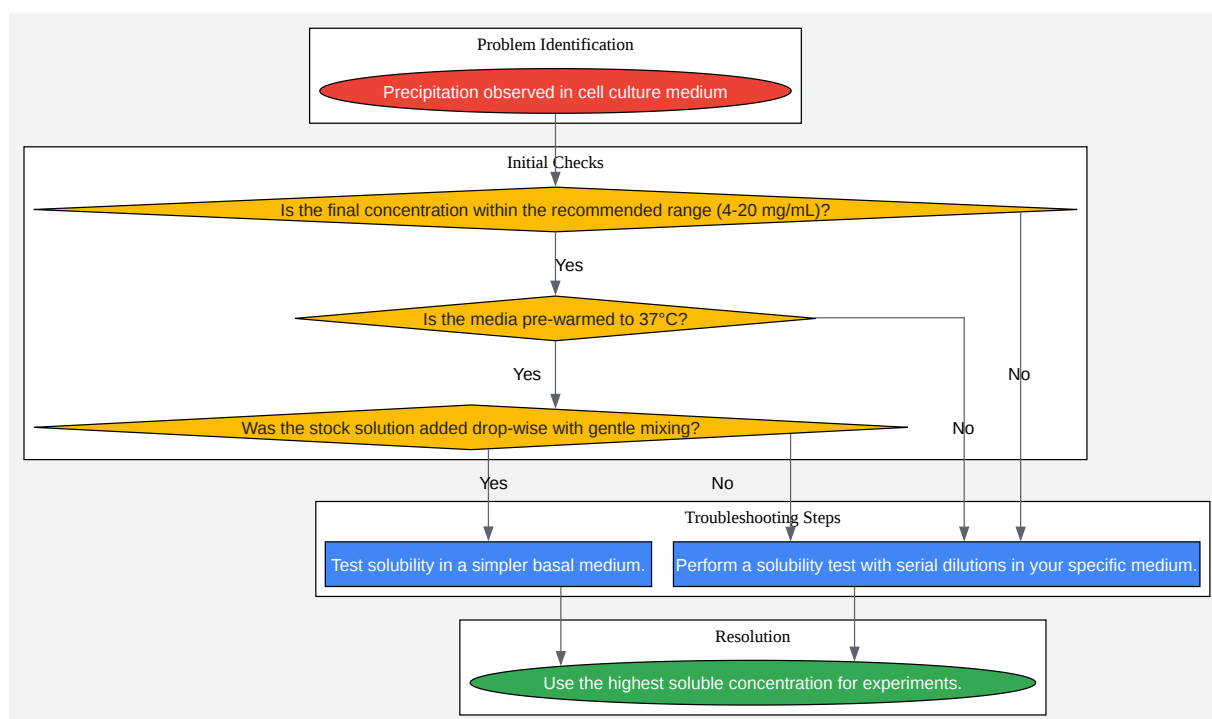 Problem Identification
Precipitation observed in cell culture medium
Initial Checks
Is the final concentration within the recommended range (4-20 mg/mL)?
Yes
Is the media pre-warmed to 37°C?
Yes
No
Was the stock solution added drop-wise with gentle mixing?
No
Yes
No
Troubleshooting Steps
Test solubility in a simpler basal medium.
Perform a solubility test with serial dilutions in your specific medium.
Resolution
Use the highest soluble concentration for experiments.